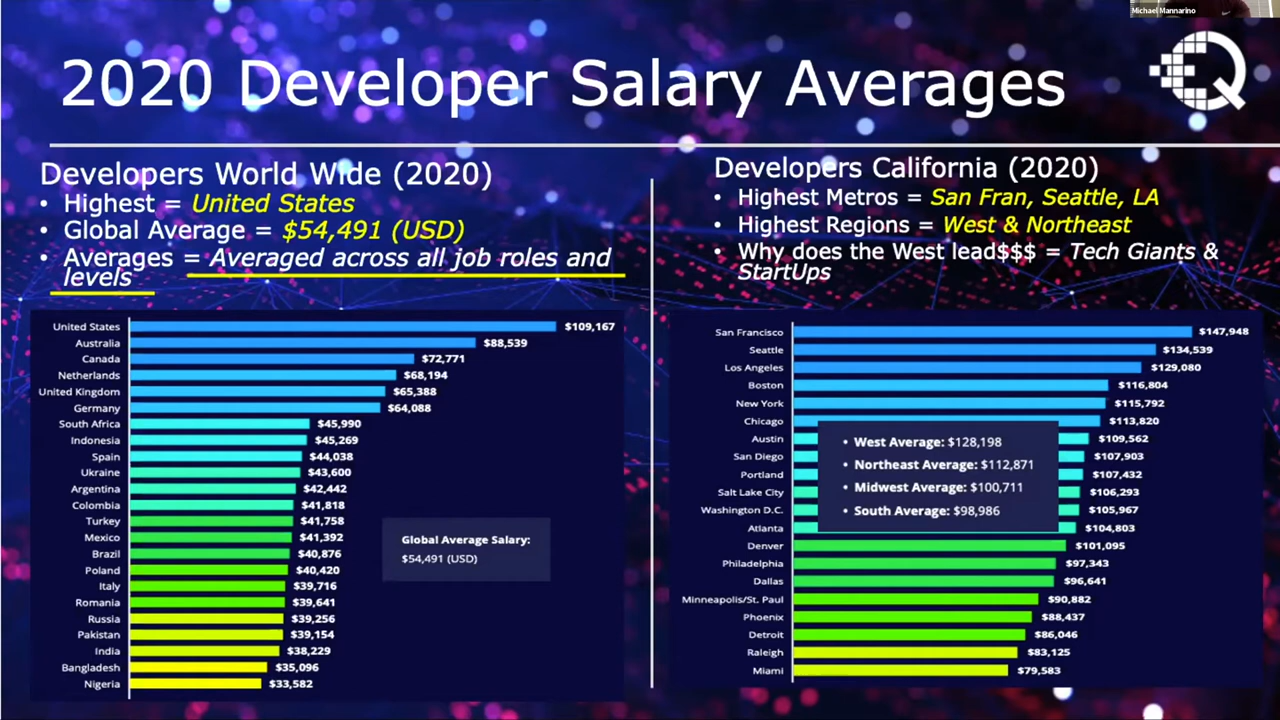 Michael Mannarino
2020 Developer Salary Averages
Developers World Wide (2020)
• Highest = United States
• Global Average = $54,491 (USD)
• Averages = Averaged across all job roles and
levels
United States $109,167
Australia $88,539
Canada $72,771
Netherlands $68,194
United Kingdom $65,388
Germany $64,088
South Africa $45,990
Indonesia $45,269
Spain $44,038
Ukraine $43,600
Argentina $42,442
Colombia $41,818
Turkey $41,758
Mexico $41,392
Brazil $40,876
Poland $40,420
Italy $39,716
Romania $39,641
Russia $39,256
Pakistan $39,154
India $38,229
Bangladesh $35,096
Nigeria $33,582
Global Average Salary:
$54,491 (USD)
Developers California (2020)
• Highest Metros = San Fran, Seattle, LA
• Highest Regions = West & Northeast
• Why does the West lead$$$ = Tech Giants &
StartUps
San Francisco $147,948
Seattle $134,539
Los Angeles $129,080
Boston $116,804
New York $115,792
Chicago $113,820
Austin $109,562
San Diego $107,903
Portland $107,432
Salt Lake City $106,293
Washington D.C. $105,967
Atlanta $104,803
Denver $101,095
Philadelphia $97,343
Dallas $96,641
Minneapolis/St. Paul $90,882
Phoenix $88,437
Detroit $86,046
Raleigh $83,125
Miami $79,583
• West Average: $128,198
• Northeast Average: $112,871
• Midwest Average: $100,711
• South Average: $98,986